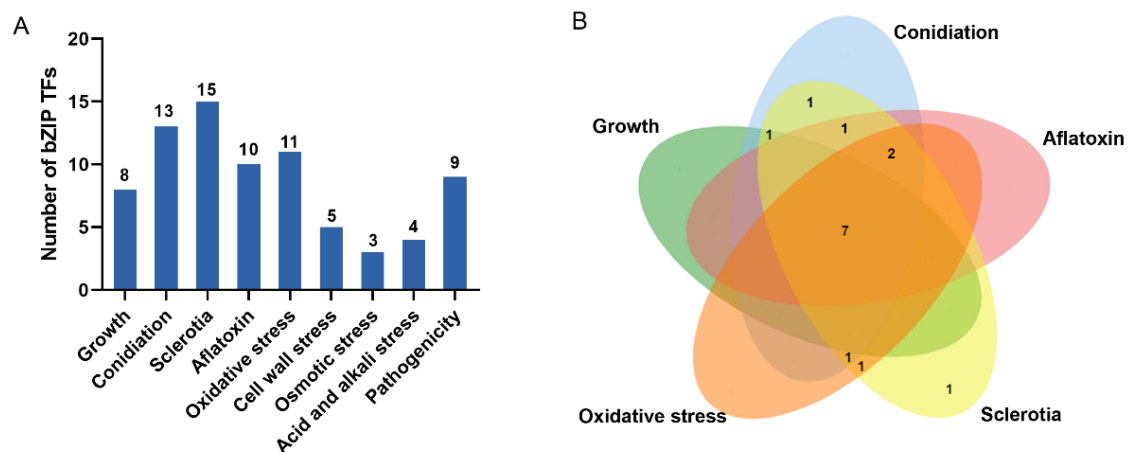 A
Number of bZIP TFs
20
15
10
5
0
8
13
15
10
11
5
3
4
9
Growth
Conidiation
Sclerotia
Aflatoxin
Oxidative stress
Cell wall stress
Osmotic stress
Acid and alkali stress
Pathogenicity
B
Conidiation
Growth
Aflatoxin
Oxidative stress
Sclerotia
1
1
1
2
7
1
1
1